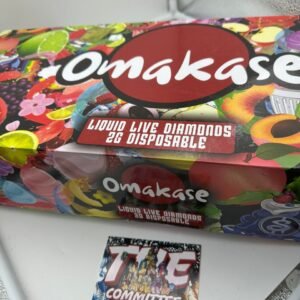 Omakase
LIQUID LIVE DIAMONDS
2G DISPOSABLE
Omakase
LIQUID LIVE DIAMONDS
2G DISPOSABLE
THE
COMMITTEE